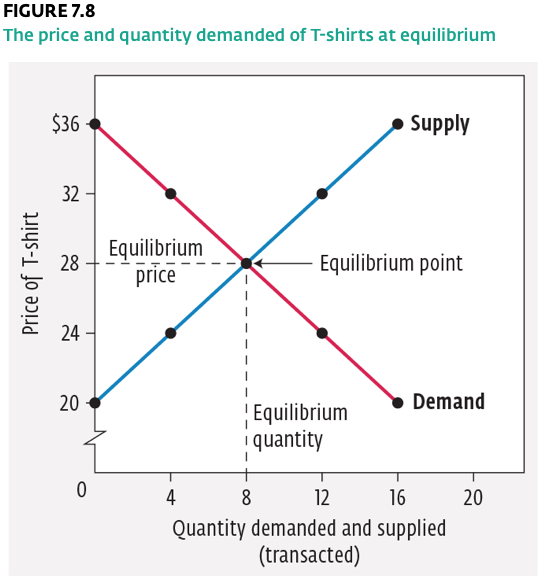 FIGURE 7.8
The price and quantity demanded of T-shirts at equilibrium
$36
Supply
32
Equilibrium
price
28
Equilibrium point
Price of T-shirt
24
20
Demand
Equilibrium
quantity
0
4
8
12
16
20
Quantity demanded and supplied
(transacted)